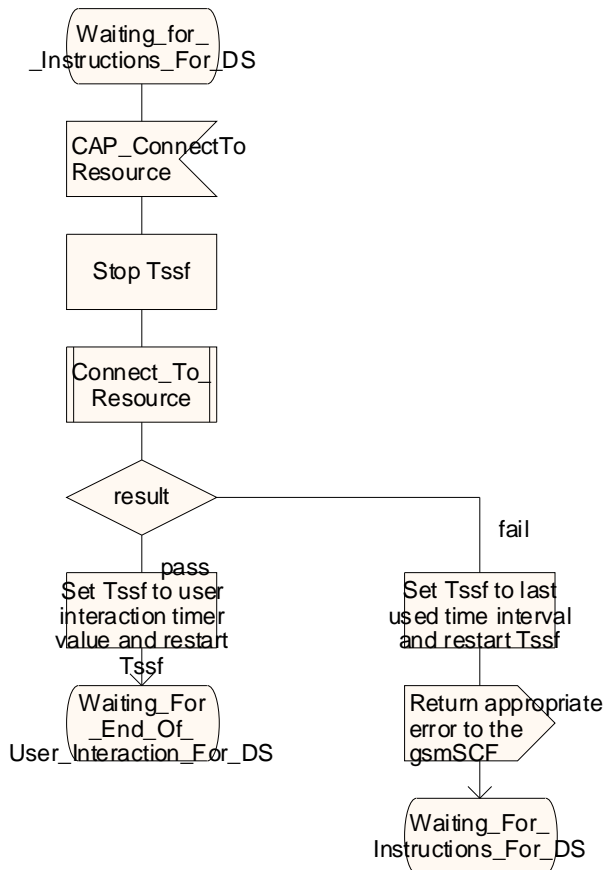 Waiting_for_
_Instructions_For_DS
CAP_ConnectTo
Resource
Stop Tssf
Connect_To_
Resource
result
fail
pass
Set Tssf to user
interaction timer
value and restart
Tssf
Set Tssf to last
used time interval
and restart Tssf
Waiting_For
_End_Of_
User_Interaction_For_DS
Return appropriate
error to the
gsmSCF
Waiting_For_
Instructions_For_DS